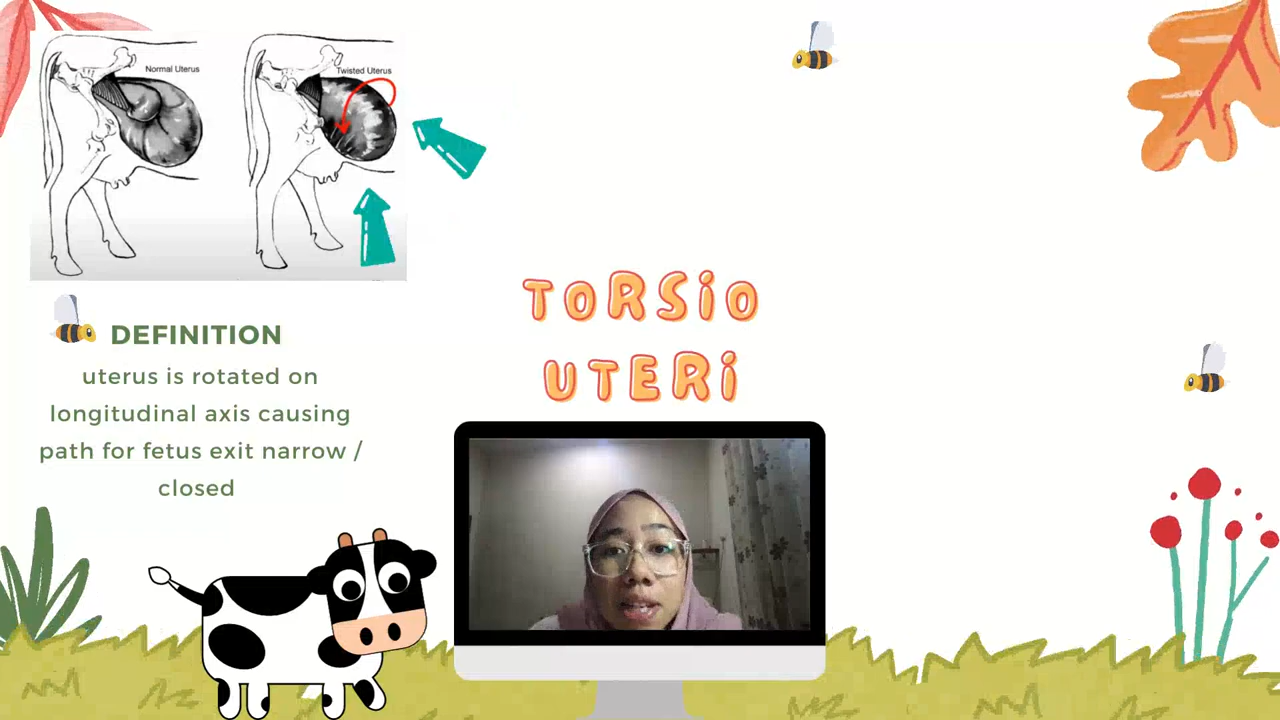 Normal Uterus
Twisted Uterus
TORSiO
UTERi
DEFINITION
uterus is rotated on
longitudinal axis causing
path for fetus exit narrow /
closed